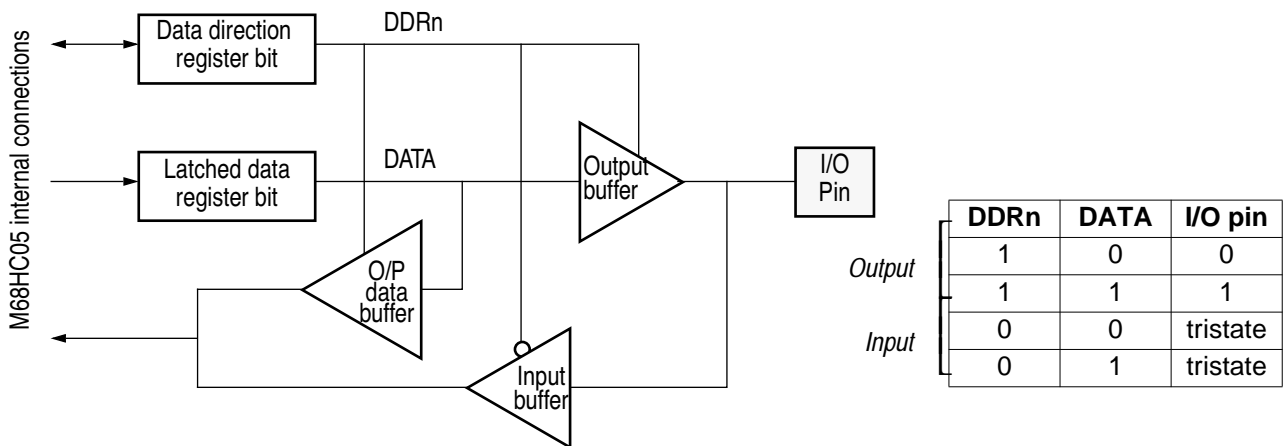 M68HC05 internal connections
Data direction
register bit
DDRn
Latched data
register bit
DATA
Output
buffer
I/O
Pin
O/P
data
buffer
Input
buffer
DDRn DATA I/O pin
Output
1 0 0
1 1 1
Input
0 0 tristate
0 1 tristate